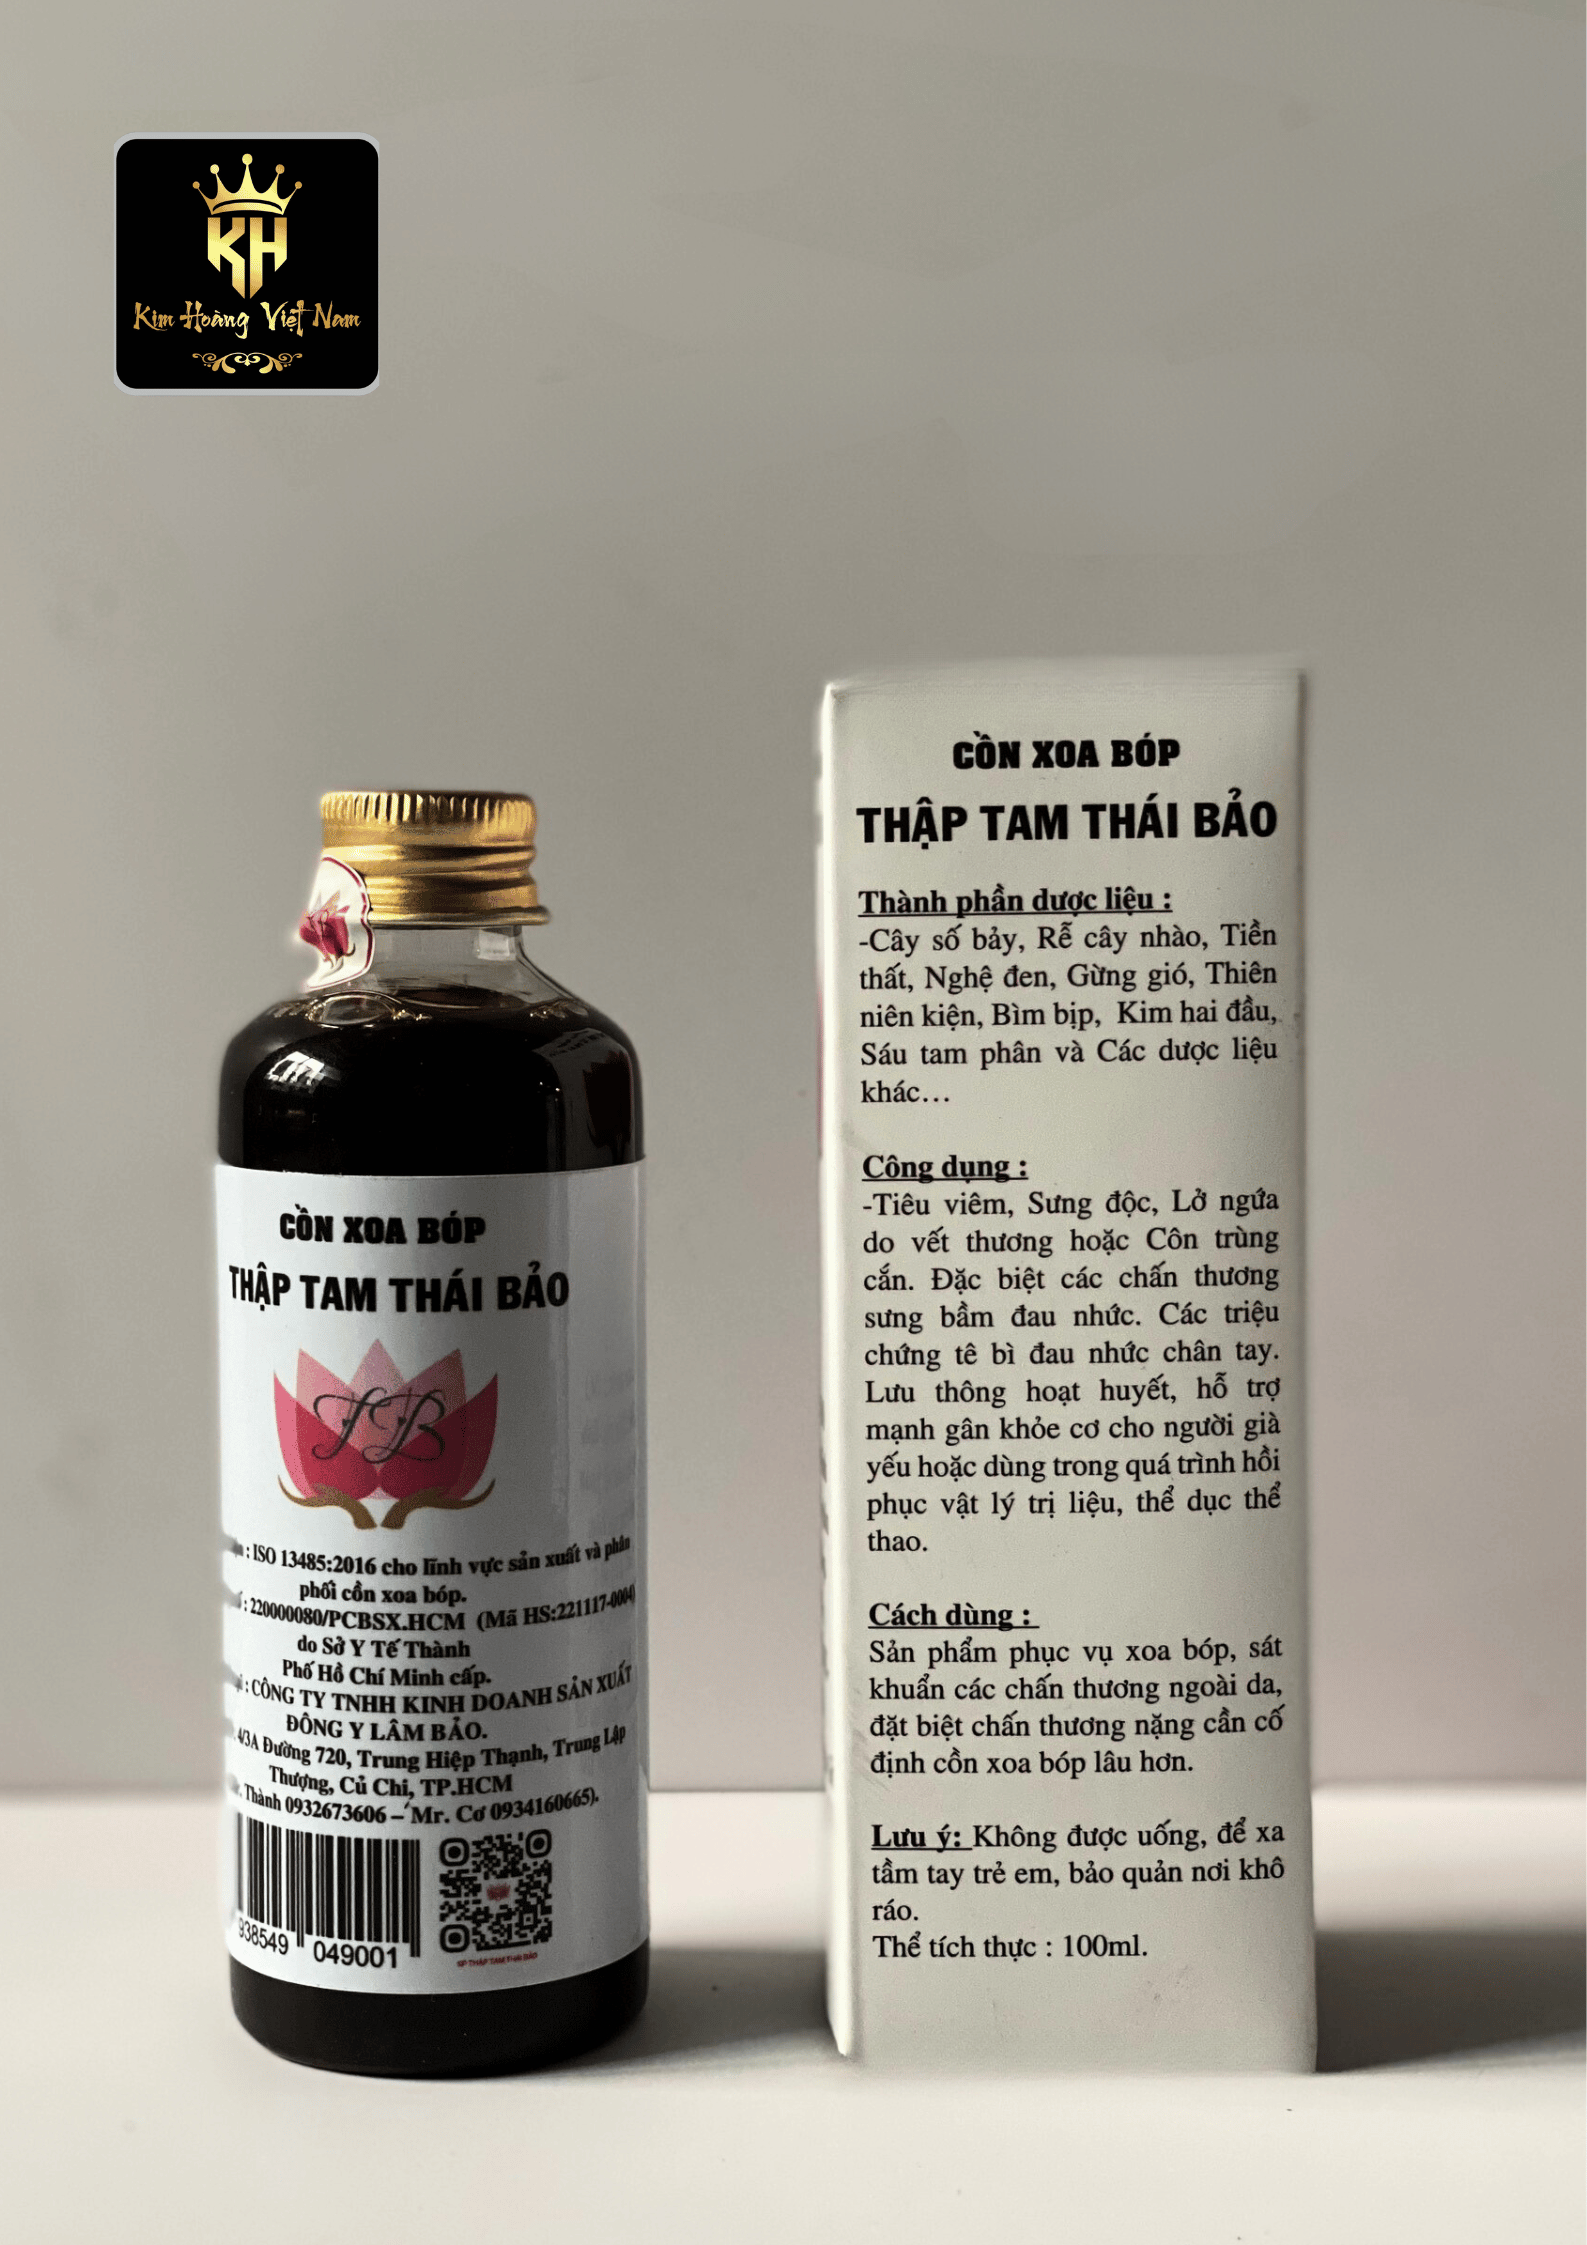 KH
Kim Hoàng Việt Nam
CỒN XOA BÓP
THẬP TAM THÁI BẢO
TB
: ISO 13485:2016 cho lĩnh vực sản xuất và phân
phối cồn xoa bóp.
: 220000080/PCBSX.HCM (Mã HS:221117-0004)
do Sở Y Tế Thành
Phố Hồ Chí Minh cấp.
: CÔNG TY TNHH KINH DOANH SẢN XUẤT
ĐÔNG Y LÂM BẢO.
4/3A Đường 720, Trung Hiệp Thạnh, Trung Lập
Thượng, Củ Chi, TP.HCM
Thành 0932673606 – Mr. Cơ 0934160665).
938549 049001
SP THẬP TAM THÁI BẢO
CỒN XOA BÓP
THẬP TAM THÁI BẢO
Thành phần dược liệu :
-Cây số bảy, Rễ cây nhào, Tiền
thất, Nghệ đen, Gừng gió, Thiên
niên kiện, Bìm bịp, Kim hai đầu,
Sáu tam phân và Các dược liệu
khác...
Công dụng :
-Tiêu viêm, Sưng độc, Lở ngứa
do vết thương hoặc Côn trùng
cắn. Đặc biệt các chấn thương
sưng bầm đau nhức. Các triệu
chứng tê bì đau nhức chân tay.
Lưu thông hoạt huyết, hỗ trợ
mạnh gân khỏe cơ cho người già
yếu hoặc dùng trong quá trình hồi
phục vật lý trị liệu, thể dục thể
thao.
Cách dùng :
Sản phẩm phục vụ xoa bóp, sát
khuẩn các chấn thương ngoài da,
đặt biệt chấn thương nặng cần cố
định cồn xoa bóp lâu hơn.
Lưu ý: Không được uống, để xa
tầm tay trẻ em, bảo quản nơi khô
ráo.
Thể tích thực : 100ml.